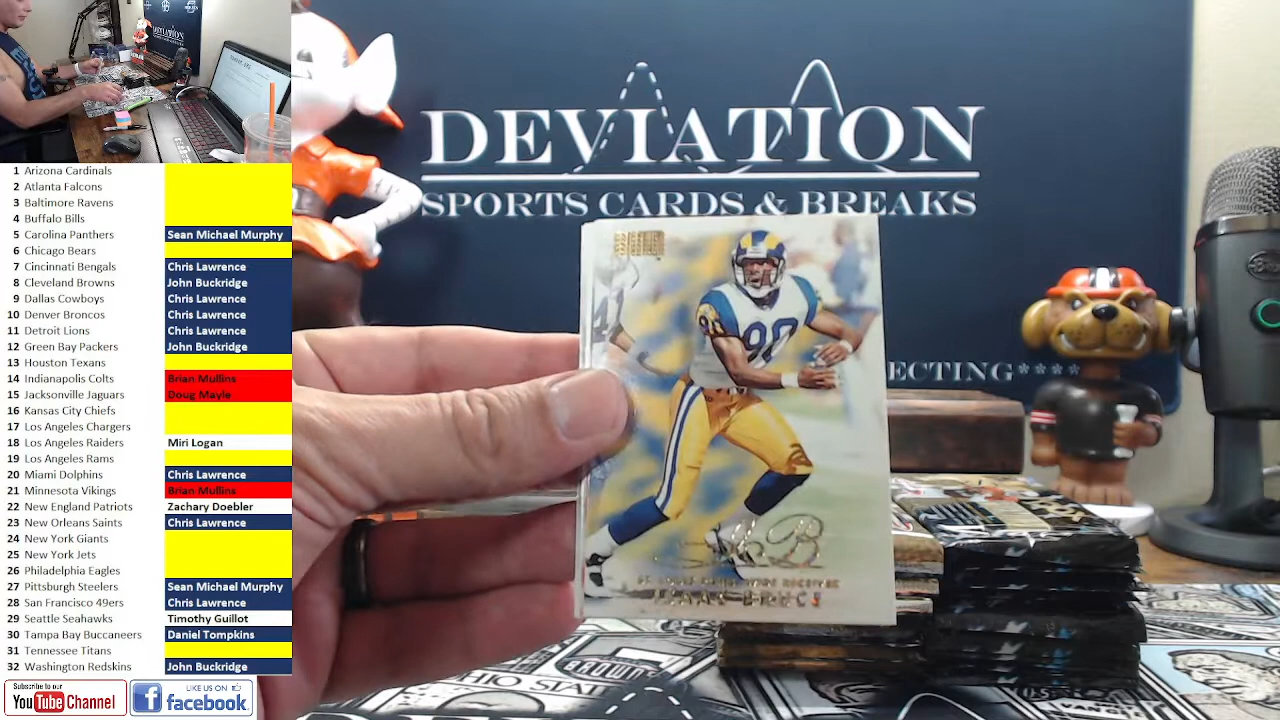 DEVIATION
SPORTS CARDS & BREAKS
ECTING****
1 Arizona Cardinals
2 Atlanta Falcons
3 Baltimore Ravens
4 Buffalo Bills
5 Carolina Panthers Sean Michael Murphy
6 Chicago Bears
7 Cincinnati Bengals Chris Lawrence
8 Cleveland Browns John Buckridge
9 Dallas Cowboys Chris Lawrence
10 Denver Broncos Chris Lawrence
11 Detroit Lions Chris Lawrence
12 Green Bay Packers John Buckridge
13 Houston Texans
14 Indianapolis Colts Brian Mullins
15 Jacksonville Jaguars Doug Mayle
16 Kansas City Chiefs
17 Los Angeles Chargers
18 Los Angeles Raiders Miri Logan
19 Los Angeles Rams
20 Miami Dolphins Chris Lawrence
21 Minnesota Vikings Brian Mullins
22 New England Patriots Zachary Doebler
23 New Orleans Saints Chris Lawrence
24 New York Giants
25 New York Jets
26 Philadelphia Eagles
27 Pittsburgh Steelers Sean Michael Murphy
28 San Francisco 49ers Chris Lawrence
29 Seattle Seahawks Timothy Guillot
30 Tampa Bay Buccaneers Daniel Tompkins
31 Tennessee Titans
32 Washington Redskins John Buckridge
Subscribe to our
YouTube Channel
LIKE US ON
facebook
80
BROWNS